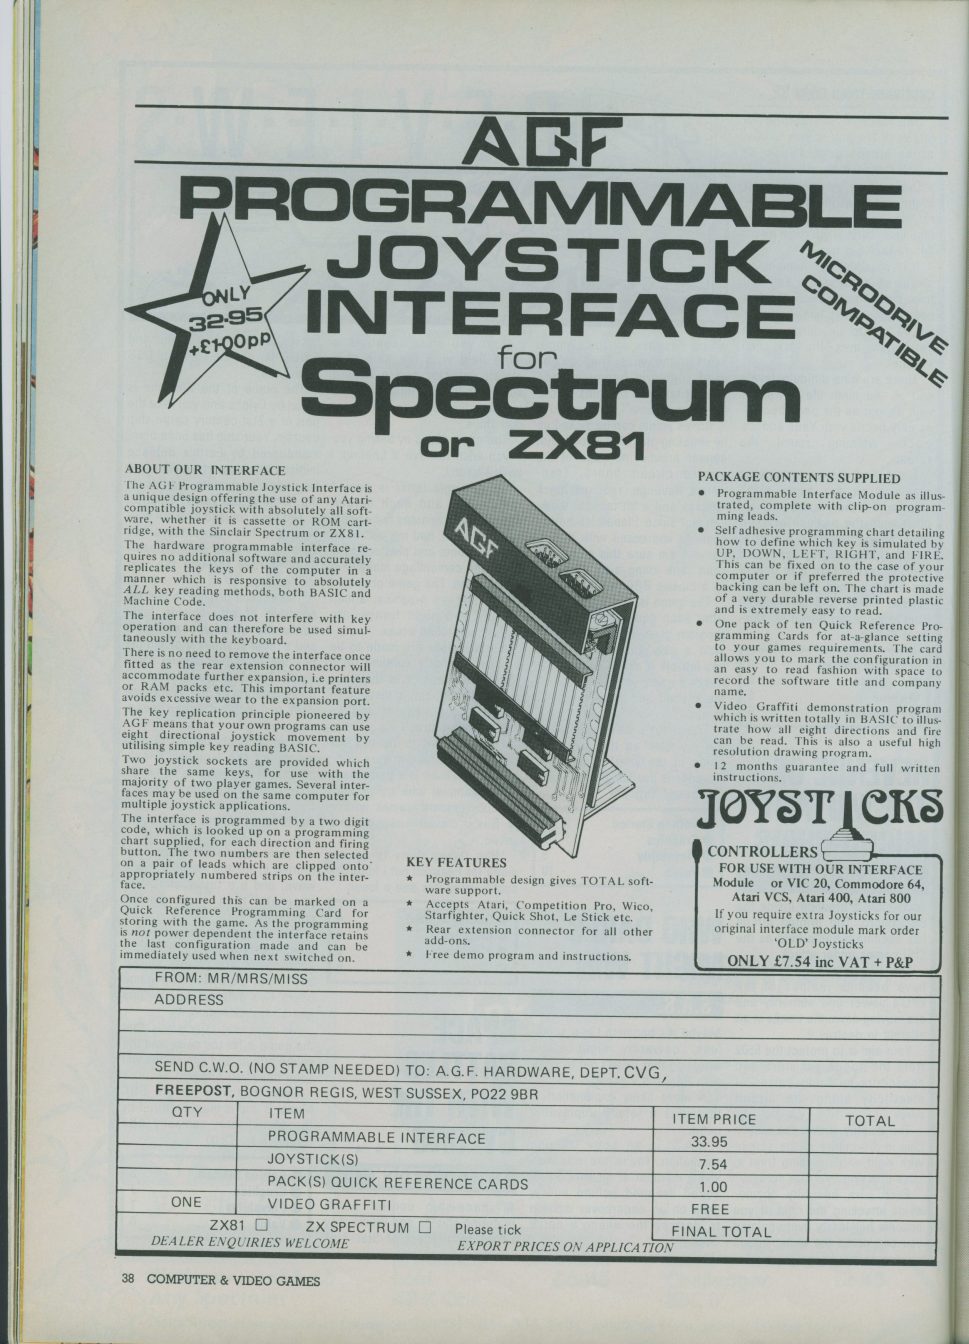 AGF
PROGRAMMABLE
JOYSTICK
INTERFACE
for
Spectrum
or ZX81
ONLY
32.95
+£1.00pp
MICRODRIVE
COMPATIBLE
ABOUT OUR INTERFACE
The AGF Programmable Joystick Interface is
a unique design offering the use of any Atari-
compatible joystick with absolutely all soft-
ware, whether it is cassette or ROM cart-
ridge, with the Sinclair Spectrum or ZX81.
The hardware programmable interface re-
quires no additional software and accurately
replicates the keys of the computer in a
manner which is responsive to absolutely
ALL key reading methods, both BASIC and
Machine Code.
The interface does not interfere with key
operation and can therefore be used simul-
taneously with the keyboard.
There is no need to remove the interface once
fitted as the rear extension connector will
accommodate further expansion, i.e printers
or RAM packs etc. This important feature
avoids excessive wear to the expansion port.
The key replication principle pioneered by
AGF means that your own programs can use
eight directional joystick movement by
utilising simple key reading BASIC.
Two joystick sockets are provided which
share the same keys, for use with the
majority of two player games. Several inter-
faces may be used on the same computer for
multiple joystick applications.
The interface is programmed by a two digit
code, which is looked up on a programming
chart supplied, for each direction and firing
button. The two numbers are then selected
on a pair of leads which are clipped onto
appropriately numbered strips on the inter-
face.
Once configured this can be marked on a
Quick Reference Programming Card for
storing with the game. As the programming
is not power dependent the interface retains
the last configuration made and can be
immediately used when next switched on.
AGF
KEY FEATURES
★ Programmable design gives TOTAL soft-
ware support.
★ Accepts Atari, Competition Pro, Wico,
Starfighter, Quick Shot, Le Stick etc.
★ Rear extension connector for all other
add-ons.
★ Free demo program and instructions.
PACKAGE CONTENTS SUPPLIED
• Programmable Interface Module as illus-
trated, complete with clip-on program-
ming leads.
• Self adhesive programming chart detailing
how to define which key is simulated by
UP, DOWN, LEFT, RIGHT, and FIRE.
This can be fixed on to the case of your
computer or if preferred the protective
backing can be left on. The chart is made
of a very durable reverse printed plastic
and is extremely easy to read.
• One pack of ten Quick Reference Pro-
gramming Cards for at-a-glance setting
to your games requirements. The card
allows you to mark the configuration in
an easy to read fashion with space to
record the software title and company
name.
• Video Graffiti demonstration program
which is written totally in BASIC to illus-
trate how all eight directions and fire
can be read. This is also a useful high
resolution drawing program.
• 12 months guarantee and full written
instructions.
JOYSTICKS
CONTROLLERS
FOR USE WITH OUR INTERFACE
Module or VIC 20, Commodore 64,
Atari VCS, Atari 400, Atari 800
If you require extra Joysticks for our
original interface module mark order
'OLD' Joysticks
ONLY £7.54 inc VAT + P&P
FROM: MR/MRS/MISS
ADDRESS
SEND C.W.O. (NO STAMP NEEDED) TO: A.G.F. HARDWARE, DEPT. CVG,
FREEPOST, BOGNOR REGIS, WEST SUSSEX, PO22 9BR
QTY ITEM ITEM PRICE TOTAL
PROGRAMMABLE INTERFACE 33.95
JOYSTICK(S) 7.54
PACK(S) QUICK REFERENCE CARDS 1.00
ONE VIDEO GRAFFITI FREE
ZX81 □ ZX SPECTRUM □ Please tick FINAL TOTAL
DEALER ENQUIRIES WELCOME EXPORT PRICES ON APPLICATION
38 COMPUTER & VIDEO GAMES